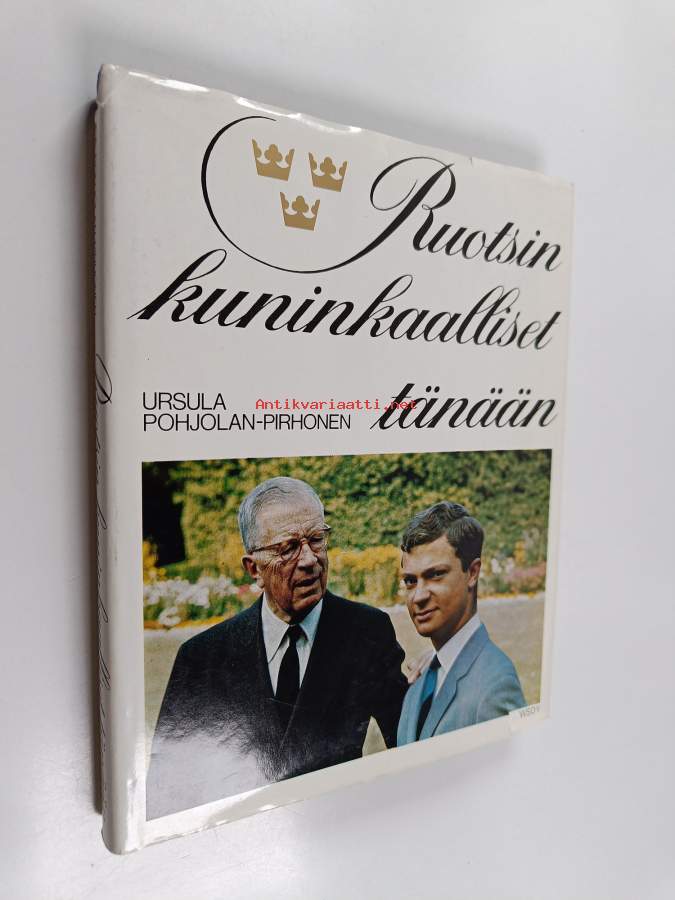 Ruotsin
kuninkaalliset
tänään
URSULA
POHJOLAN-PIRHONEN
Antikvariaatti.net
WSOY